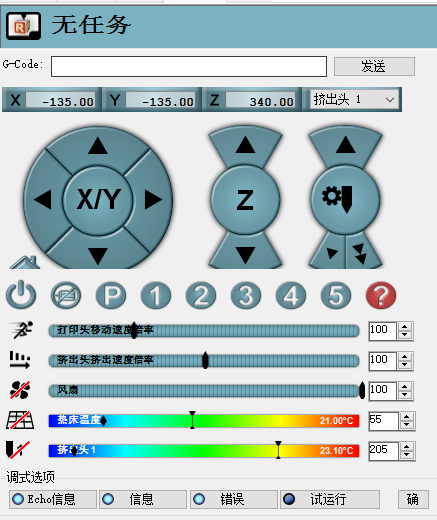 无任务
G-Code: 发送
X -135.00 Y -135.00 Z 340.00 挤出头 1
X/Y Z
P 1 2 3 4 5 ?
打印头移动速度倍率 100
挤出头挤出速度倍率 100
风扇 100
热床温度 21.00°C 55
挤出头1 23.10°C 205
调式选项
Echo信息 信息 错误 试运行 确